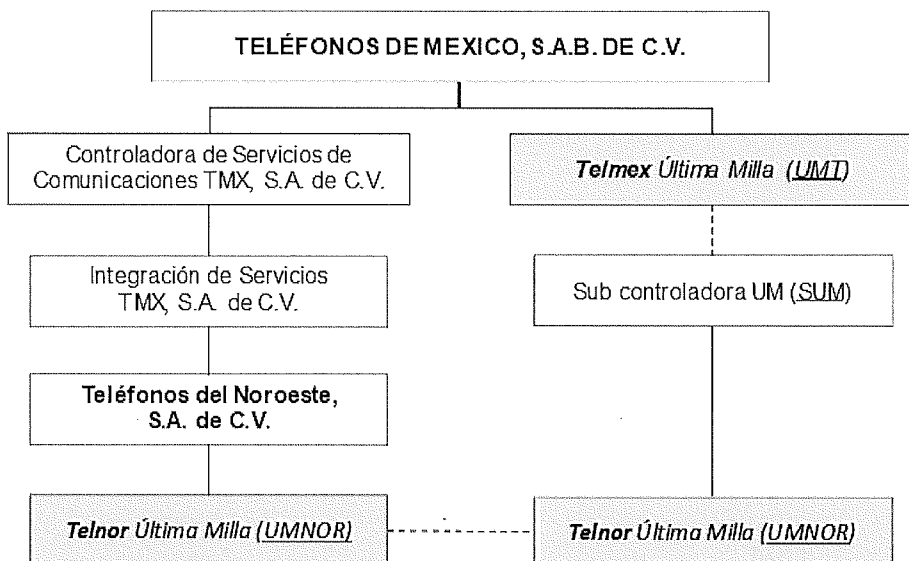 TELÉFONOS DE MEXICO, S.A.B. DE C.V.
Controladora de Servicios de
Comunicaciones TMX, S.A. de C.V.
Telmex Última Milla (UMT)
Integración de Servicios
TMX, S.A. de C.V.
Sub controladora UM (SUM)
Teléfonos del Noroeste,
S.A. de C.V.
Telnor Última Milla (UMNOR)
Telnor Última Milla (UMNOR)